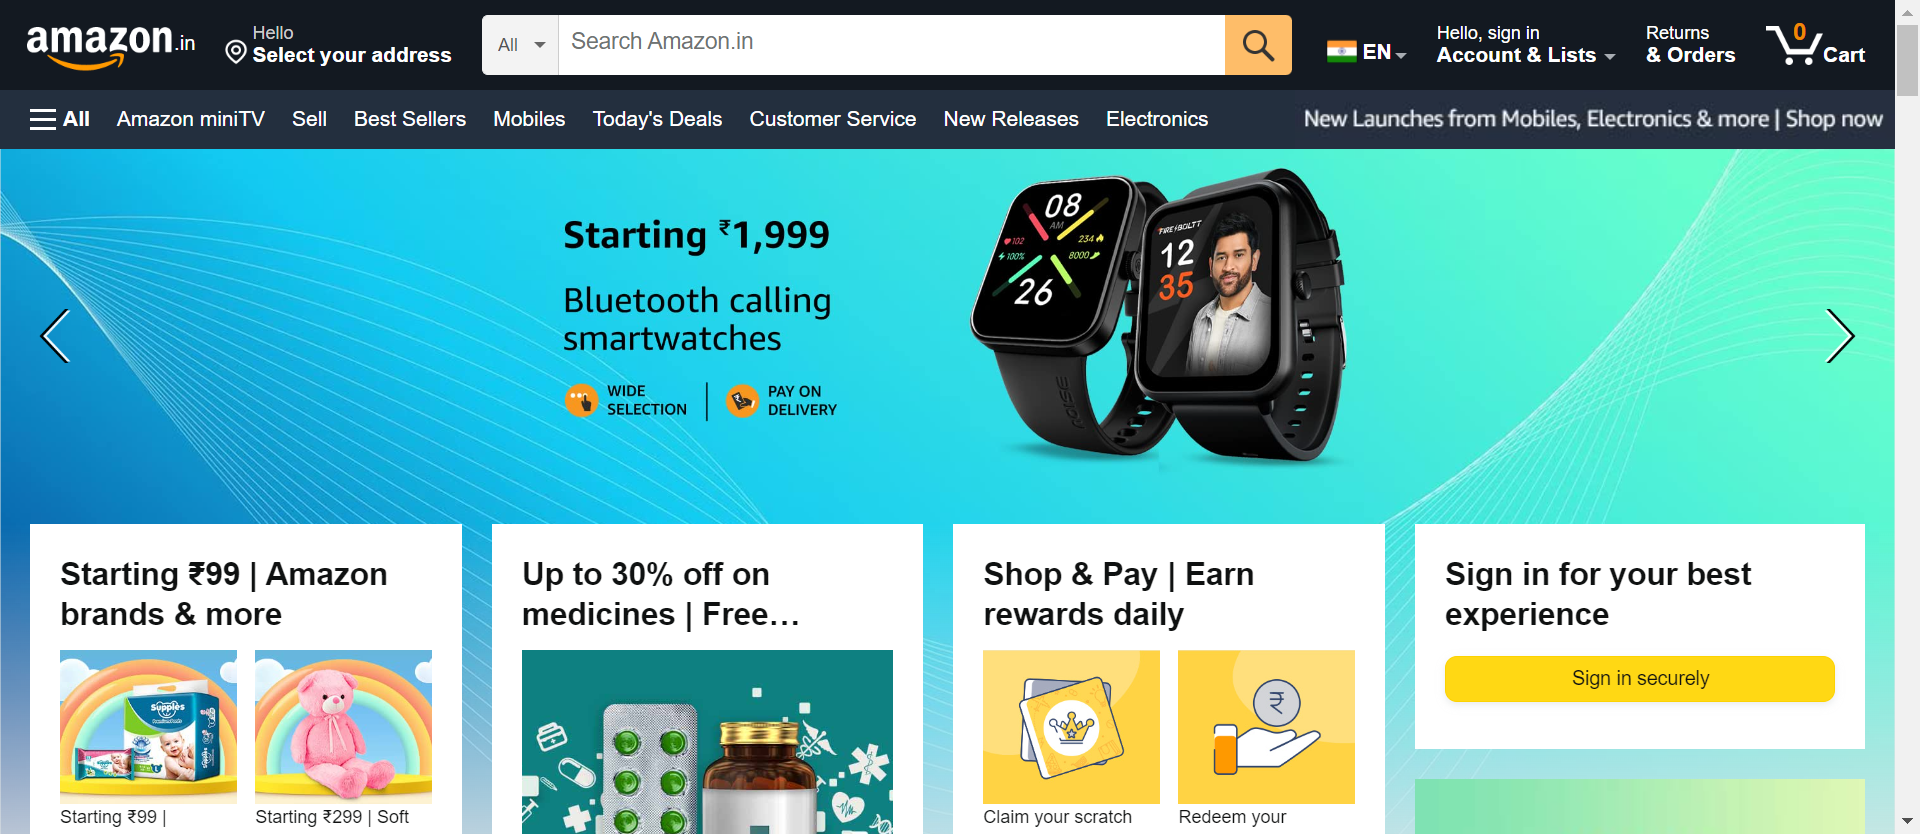 amazon.in
Hello
Select your address
All
Search Amazon.in
EN
Hello, sign in
Account & Lists
Returns
& Orders
0
Cart
All
Amazon miniTV
Sell
Best Sellers
Mobiles
Today's Deals
Customer Service
New Releases
Electronics
New Launches from Mobiles, Electronics & more | Shop now
Starting ₹1,999
Bluetooth calling
smartwatches
WIDE
SELECTION
PAY ON
DELIVERY
08
AM
102
234
100%
8000
26
NOISE
FIRE BOLTT
12
35
Starting ₹99 | Amazon
brands & more
Supples
Starting ₹99 |
Starting ₹299 | Soft
Up to 30% off on
medicines | Free…
Shop & Pay | Earn
rewards daily
₹
Claim your scratch
Redeem your
Sign in for your best
experience
Sign in securely